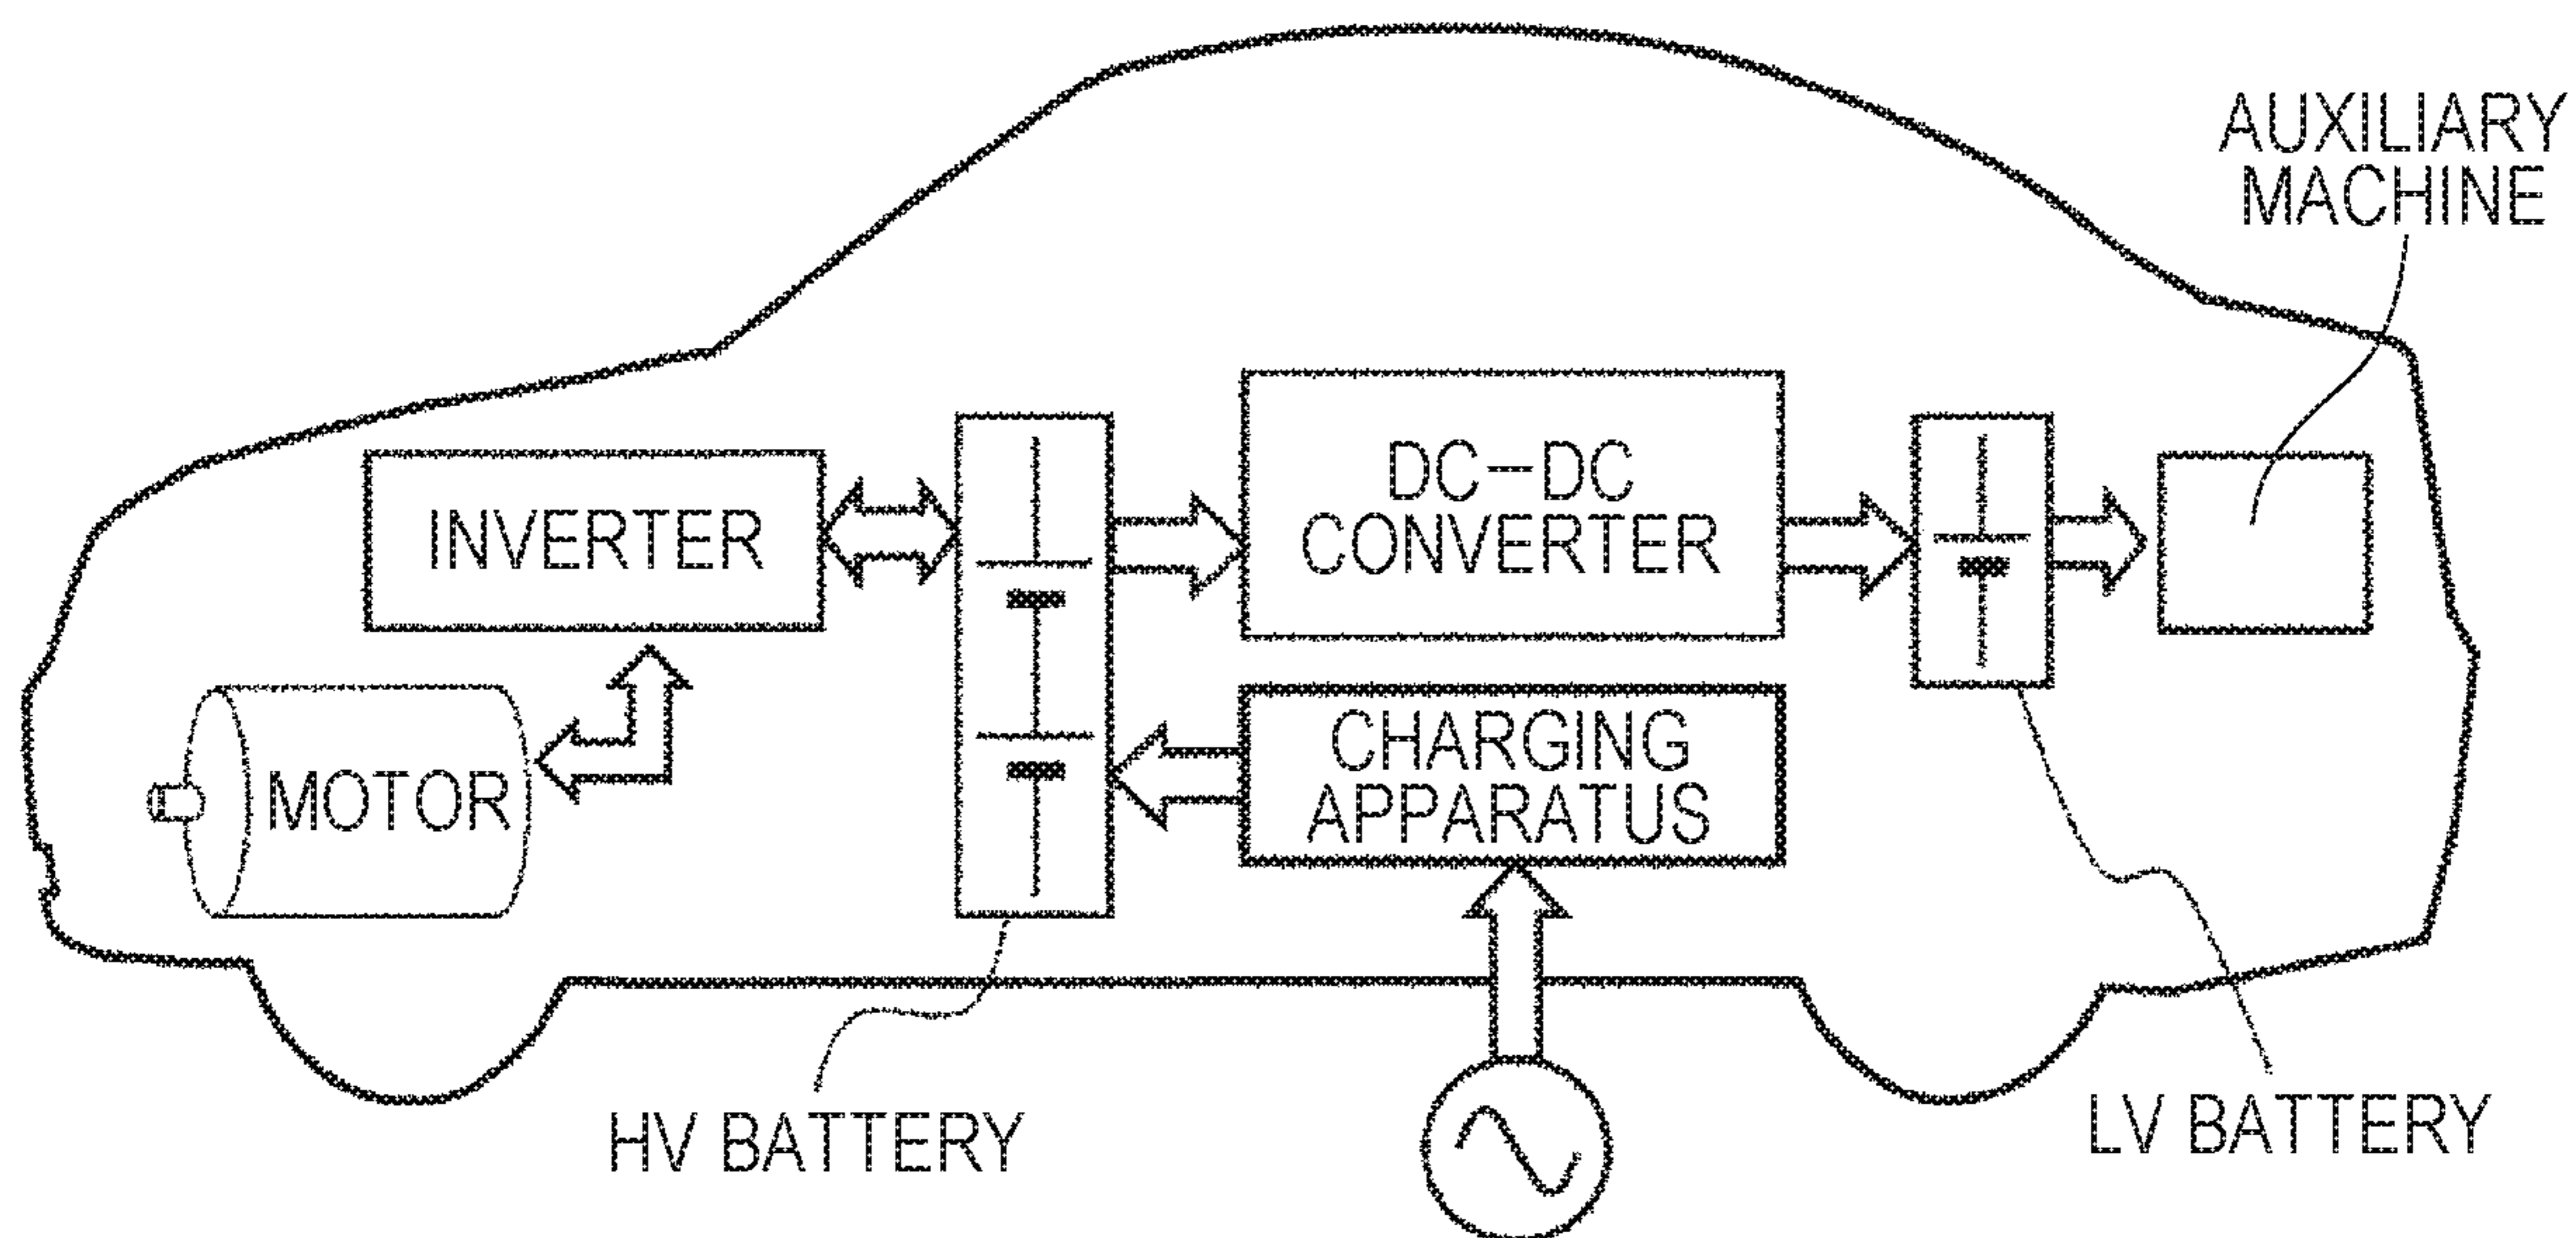 AUXILIARY
MACHINE
DC-DC
CONVERTER
INVERTER
CHARGING
APPARATUS
MOTOR
HV BATTERY
LV BATTERY